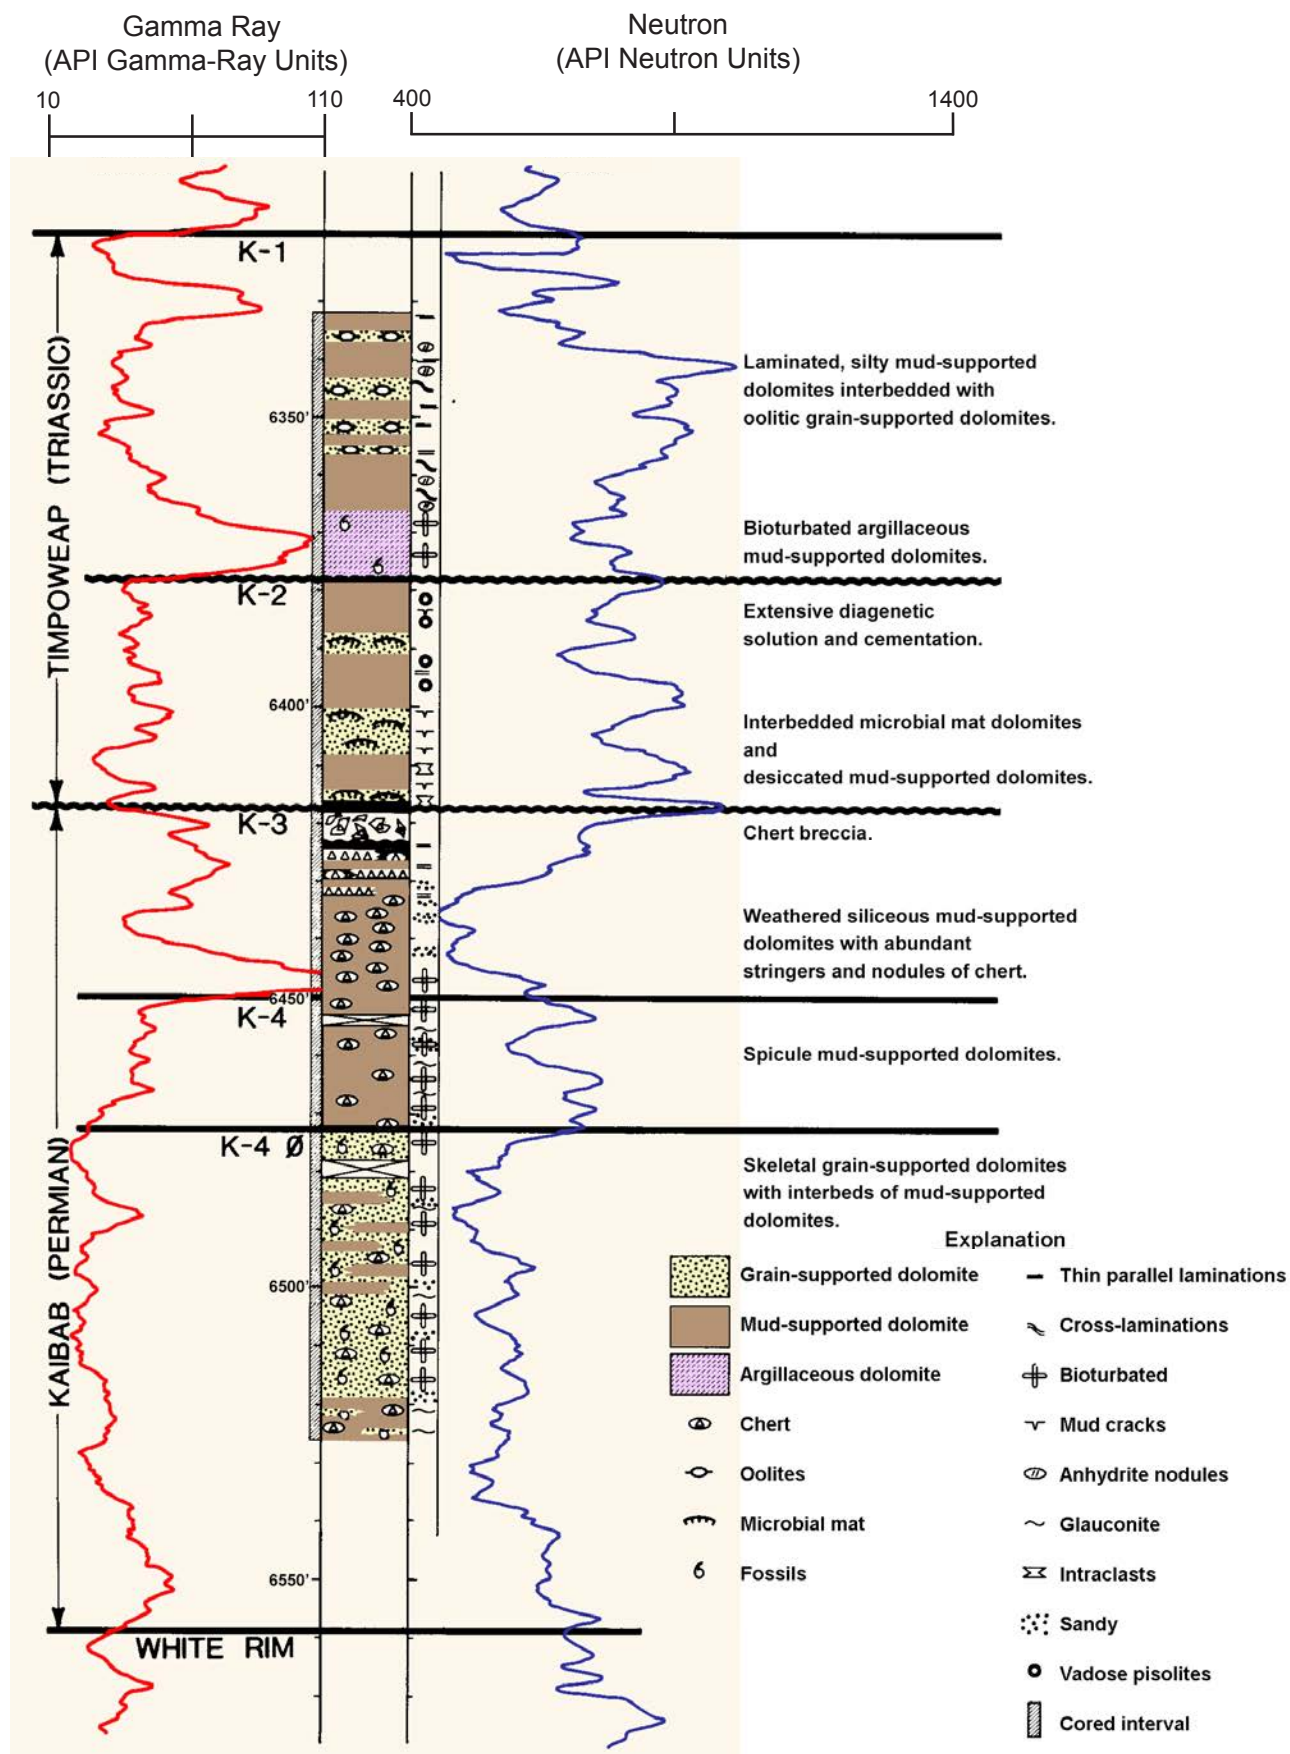 Gamma Ray
(API Gamma-Ray Units)
Neutron
(API Neutron Units)
10
110
400
1400
K-1
TIMPOWEAP (TRIASSIC)
Laminated, silty mud-supported
dolomites interbedded with
oolitic grain-supported dolomites.
6350'
Bioturbated argillaceous
mud-supported dolomites.
K-2
Extensive diagenetic
solution and cementation.
6400'
Interbedded microbial mat dolomites
and
desiccated mud-supported dolomites.
K-3
Chert breccia.
Weathered siliceous mud-supported
dolomites with abundant
stringers and nodules of chert.
6450'
K-4
Spicule mud-supported dolomites.
K-4 Ø
KAIBAB (PERMIAN)
Skeletal grain-supported dolomites
with interbeds of mud-supported
dolomites.
6500'
6550'
WHITE RIM
Explanation
Grain-supported dolomite
Mud-supported dolomite
Argillaceous dolomite
Chert
Oolites
Microbial mat
Fossils
Thin parallel laminations
Cross-laminations
Bioturbated
Mud cracks
Anhydrite nodules
Glauconite
Intraclasts
Sandy
Vadose pisolites
Cored interval